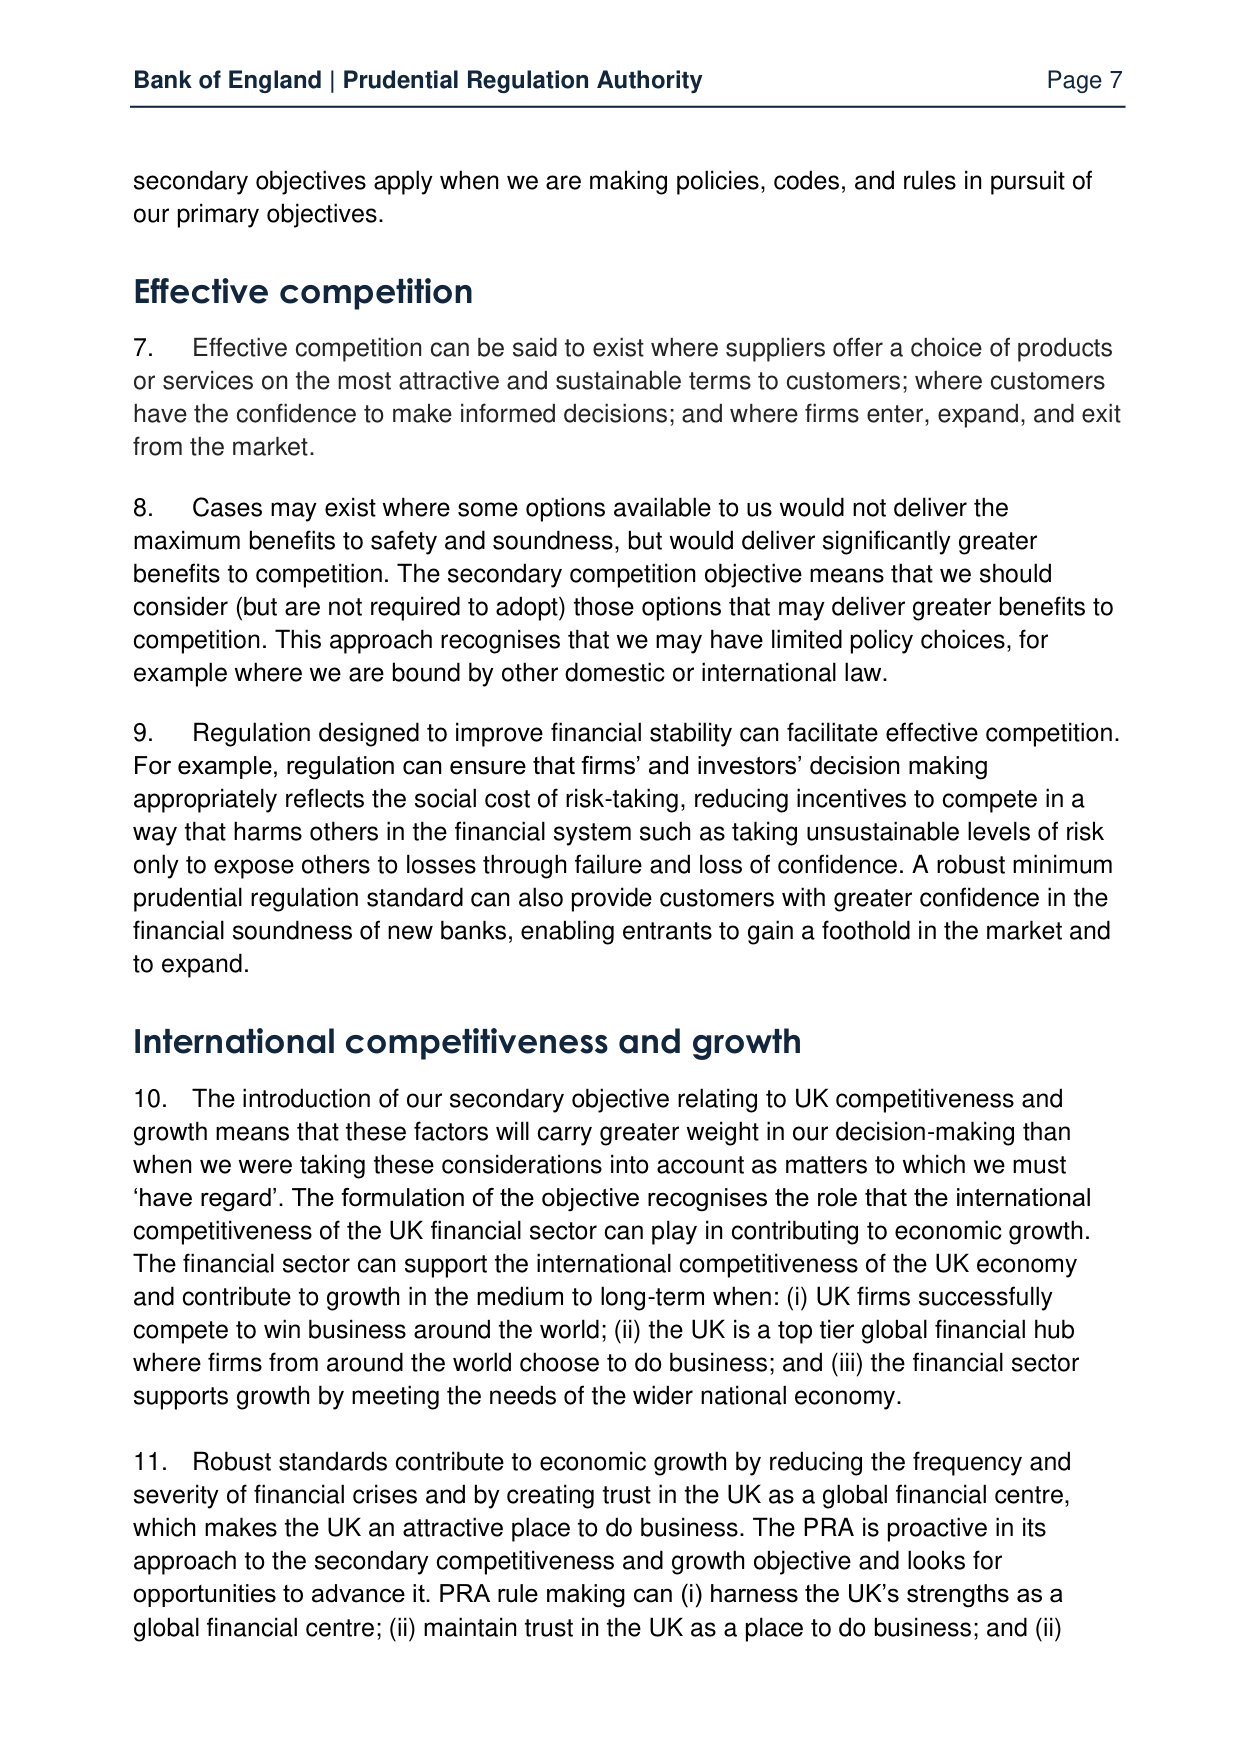 Bank of England | Prudential Regulation Authority Page 7
secondary objectives apply when we are making policies, codes, and rules in pursuit of
our primary objectives.
Effective competition
7. Effective competition can be said to exist where suppliers offer a choice of products
or services on the most attractive and sustainable terms to customers; where customers
have the confidence to make informed decisions; and where firms enter, expand, and exit
from the market.
8. Cases may exist where some options available to us would not deliver the
maximum benefits to safety and soundness, but would deliver significantly greater
benefits to competition. The secondary competition objective means that we should
consider (but are not required to adopt) those options that may deliver greater benefits to
competition. This approach recognises that we may have limited policy choices, for
example where we are bound by other domestic or international law.
9. Regulation designed to improve financial stability can facilitate effective competition.
For example, regulation can ensure that firms’ and investors’ decision making
appropriately reflects the social cost of risk-taking, reducing incentives to compete in a
way that harms others in the financial system such as taking unsustainable levels of risk
only to expose others to losses through failure and loss of confidence. A robust minimum
prudential regulation standard can also provide customers with greater confidence in the
financial soundness of new banks, enabling entrants to gain a foothold in the market and
to expand.
International competitiveness and growth
10. The introduction of our secondary objective relating to UK competitiveness and
growth means that these factors will carry greater weight in our decision-making than
when we were taking these considerations into account as matters to which we must
‘have regard’. The formulation of the objective recognises the role that the international
competitiveness of the UK financial sector can play in contributing to economic growth.
The financial sector can support the international competitiveness of the UK economy
and contribute to growth in the medium to long-term when: (i) UK firms successfully
compete to win business around the world; (ii) the UK is a top tier global financial hub
where firms from around the world choose to do business; and (iii) the financial sector
supports growth by meeting the needs of the wider national economy.
11. Robust standards contribute to economic growth by reducing the frequency and
severity of financial crises and by creating trust in the UK as a global financial centre,
which makes the UK an attractive place to do business. The PRA is proactive in its
approach to the secondary competitiveness and growth objective and looks for
opportunities to advance it. PRA rule making can (i) harness the UK’s strengths as a
global financial centre; (ii) maintain trust in the UK as a place to do business; and (ii)